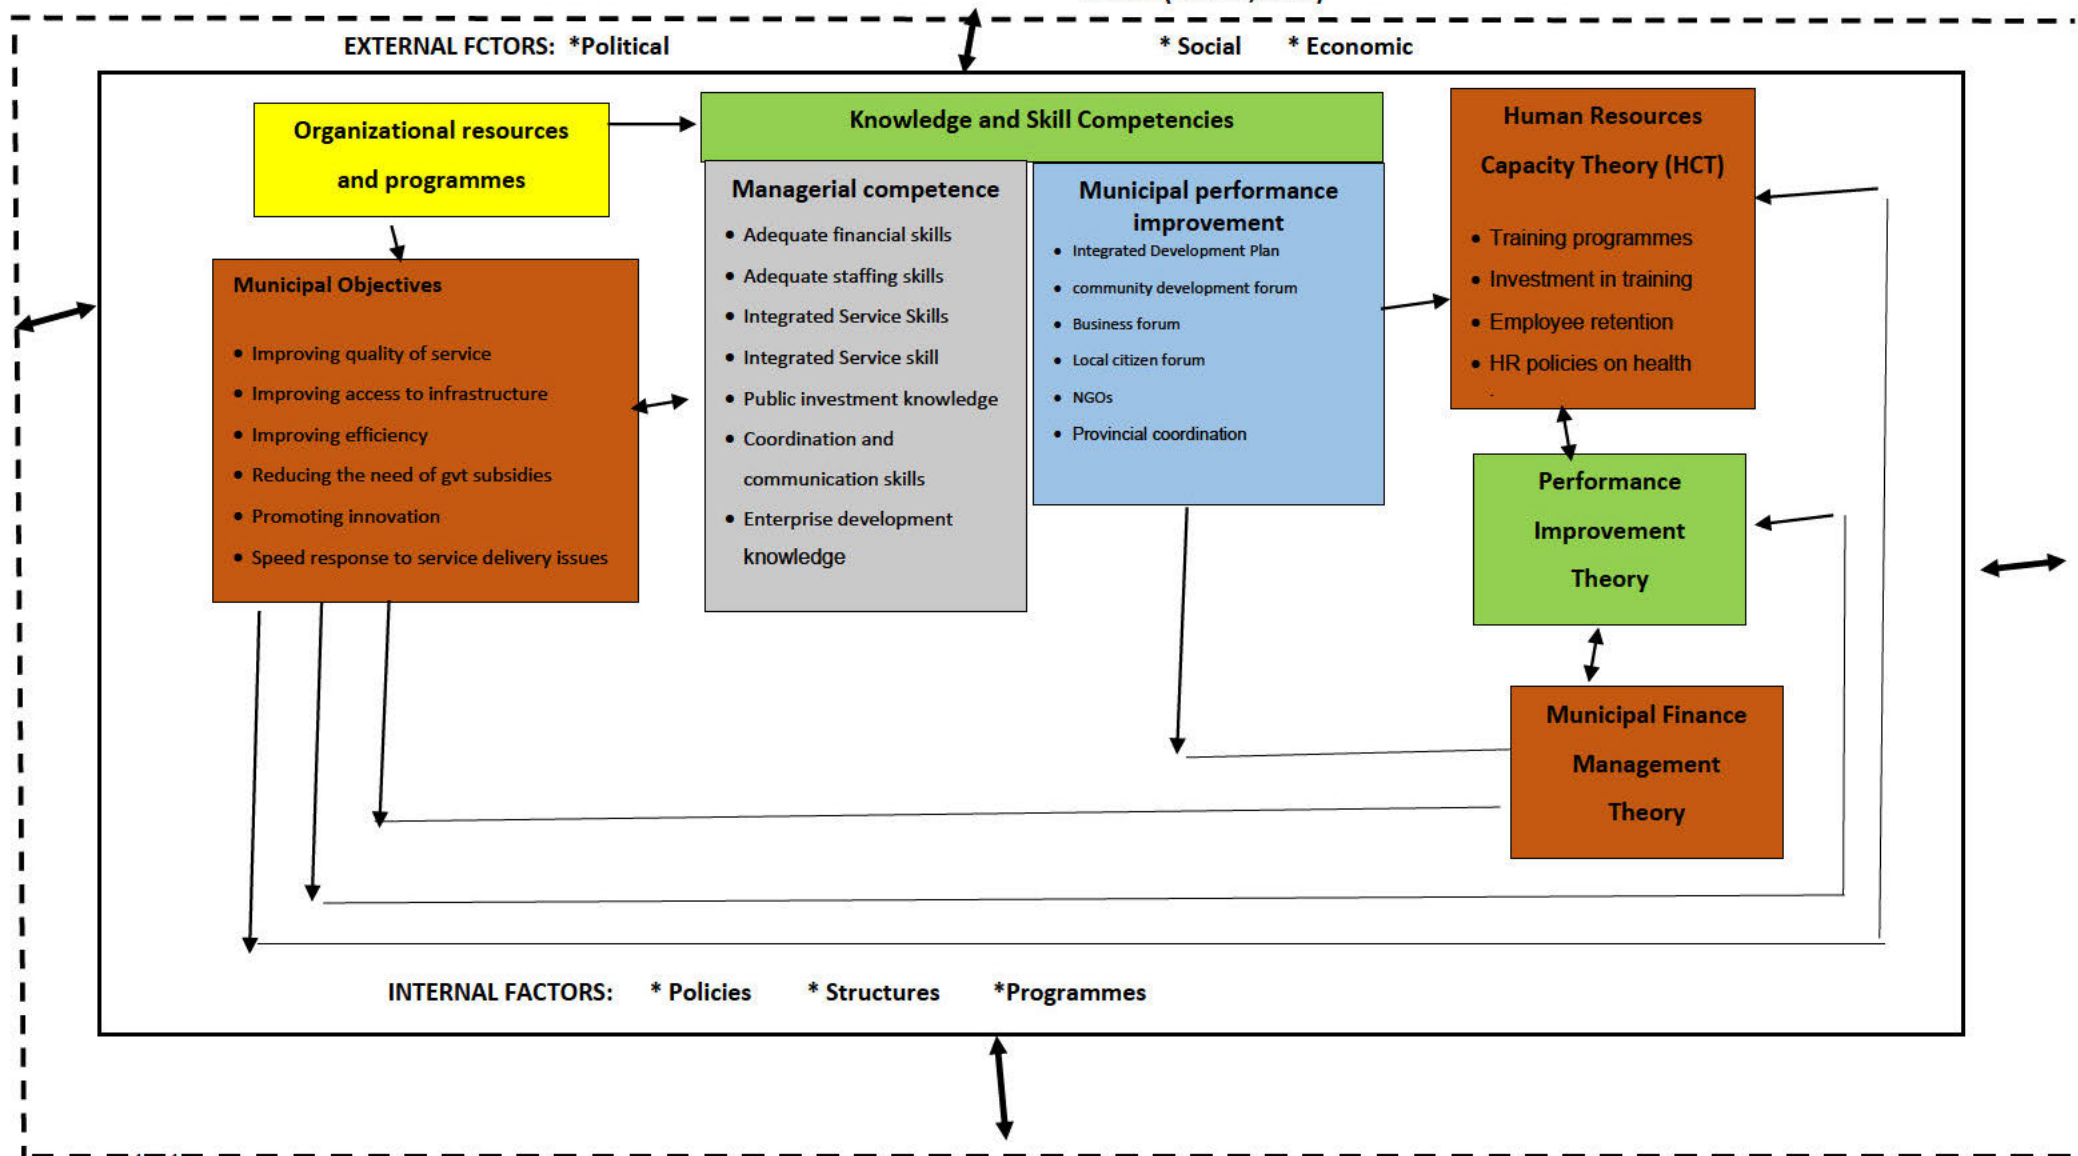 EXTERNAL FCTORS: *Political * Social * Economic
Organizational resources
and programmes
Knowledge and Skill Competencies
Human Resources
Capacity Theory (HCT)
• Training programmes
• Investment in training
• Employee retention
• HR policies on health
.
Managerial competence
• Adequate financial skills
• Adequate staffing skills
• Integrated Service Skills
• Integrated Service skill
• Public investment knowledge
• Coordination and
communication skills
• Enterprise development
knowledge
Municipal performance
improvement
• Integrated Development Plan
• community development forum
• Business forum
• Local citizen forum
• NGOs
• Provincial coordination
Municipal Objectives
• Improving quality of service
• Improving access to infrastructure
• Improving efficiency
• Reducing the need of gvt subsidies
• Promoting innovation
• Speed response to service delivery issues
Performance
Improvement
Theory
Municipal Finance
Management
Theory
INTERNAL FACTORS: * Policies * Structures *Programmes